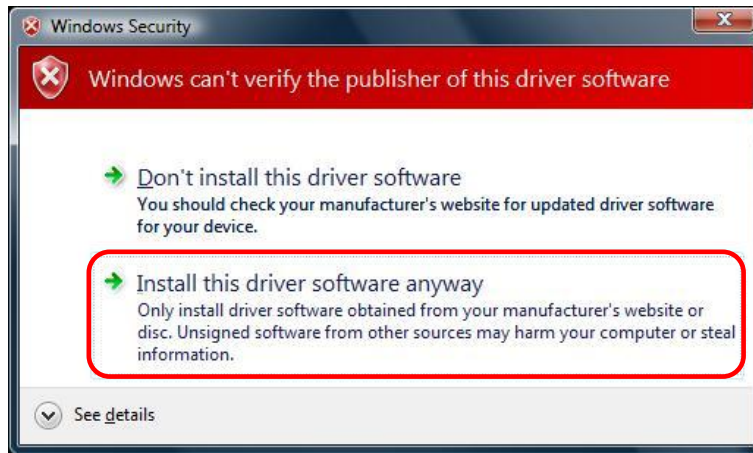 Windows Security
Windows can't verify the publisher of this driver software
Don't install this driver software
You should check your manufacturer's website for updated driver software
for your device.
Install this driver software anyway
Only install driver software obtained from your manufacturer's website or
disc. Unsigned software from other sources may harm your computer or steal
information.
See details